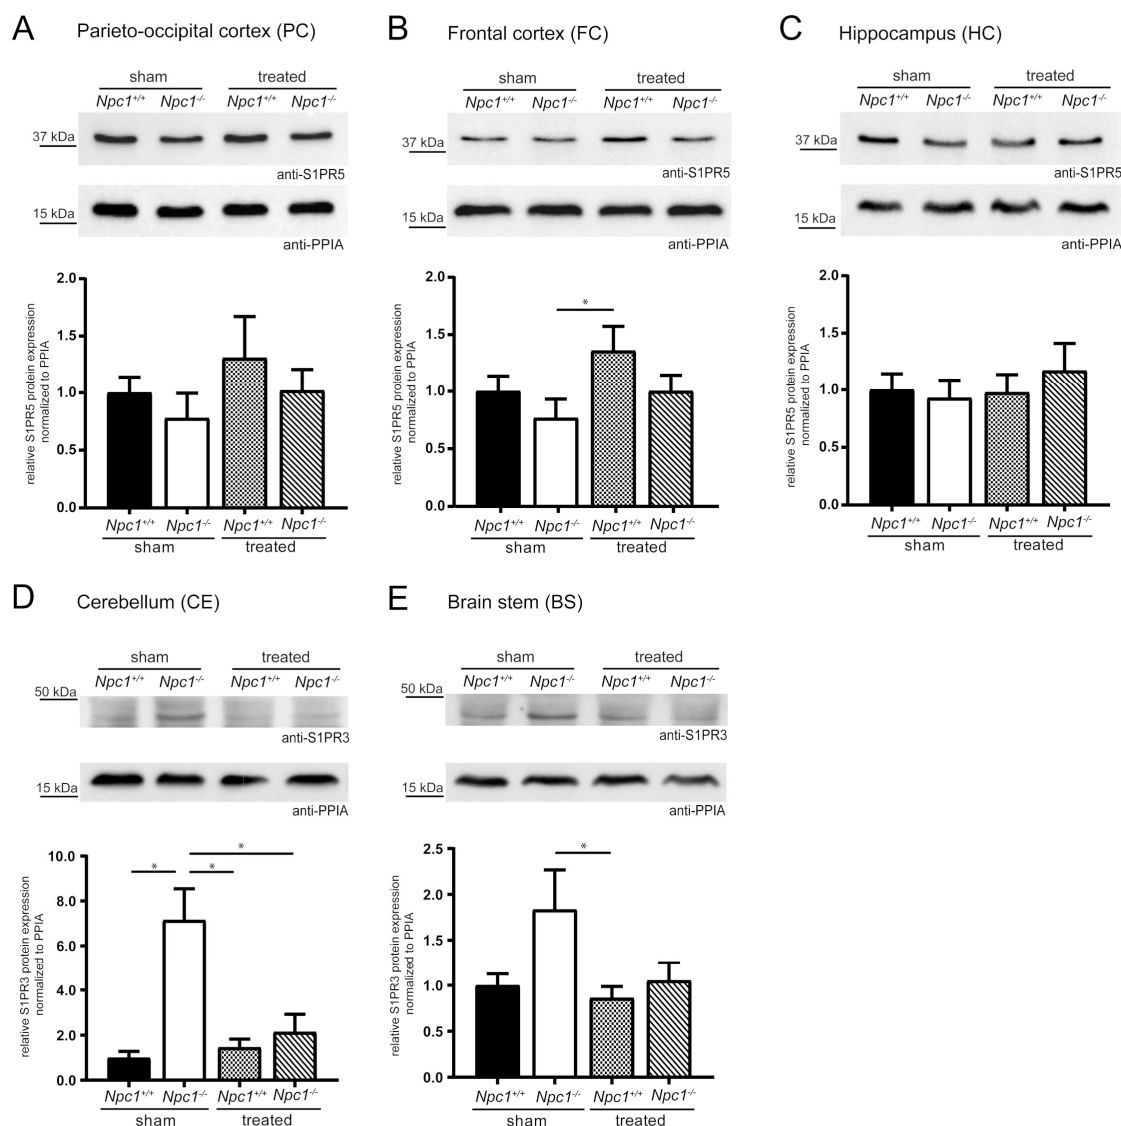 A Parieto-occipital cortex (PC)
sham treated
Npc1+/+ Npc1-/- Npc1+/+ Npc1-/-
37 kDa
anti-S1PR5
15 kDa
anti-PPIA
relative S1PR5 protein expression
normalized to PPIA
2.0
1.5
1.0
0.5
0.0
Npc1+/+ Npc1-/- Npc1+/+ Npc1-/-
sham treated
B Frontal cortex (FC)
sham treated
Npc1+/+ Npc1-/- Npc1+/+ Npc1-/-
37 kDa
anti-S1PR5
15 kDa
anti-PPIA
relative S1PR5 protein expression
normalized to PPIA
2.0
1.5
1.0
0.5
0.0
*
Npc1+/+ Npc1-/- Npc1+/+ Npc1-/-
sham treated
C Hippocampus (HC)
sham treated
Npc1+/+ Npc1-/- Npc1+/+ Npc1-/-
37 kDa
anti-S1PR5
15 kDa
anti-PPIA
relative S1PR5 protein expression
normalized to PPIA
2.0
1.5
1.0
0.5
0.0
Npc1+/+ Npc1-/- Npc1+/+ Npc1-/-
sham treated
D Cerebellum (CE)
sham treated
Npc1+/+ Npc1-/- Npc1+/+ Npc1-/-
50 kDa
anti-S1PR3
15 kDa
anti-PPIA
relative S1PR3 protein expression
normalized to PPIA
10.0
8.0
6.0
4.0
2.0
0.0
*
* *
Npc1+/+ Npc1-/- Npc1+/+ Npc1-/-
sham treated
E Brain stem (BS)
sham treated
Npc1+/+ Npc1-/- Npc1+/+ Npc1-/-
50 kDa
anti-S1PR3
15 kDa
anti-PPIA
relative S1PR3 protein expression
normalized to PPIA
2.5
2.0
1.5
1.0
0.5
0.0
*
Npc1+/+ Npc1-/- Npc1+/+ Npc1-/-
sham treated